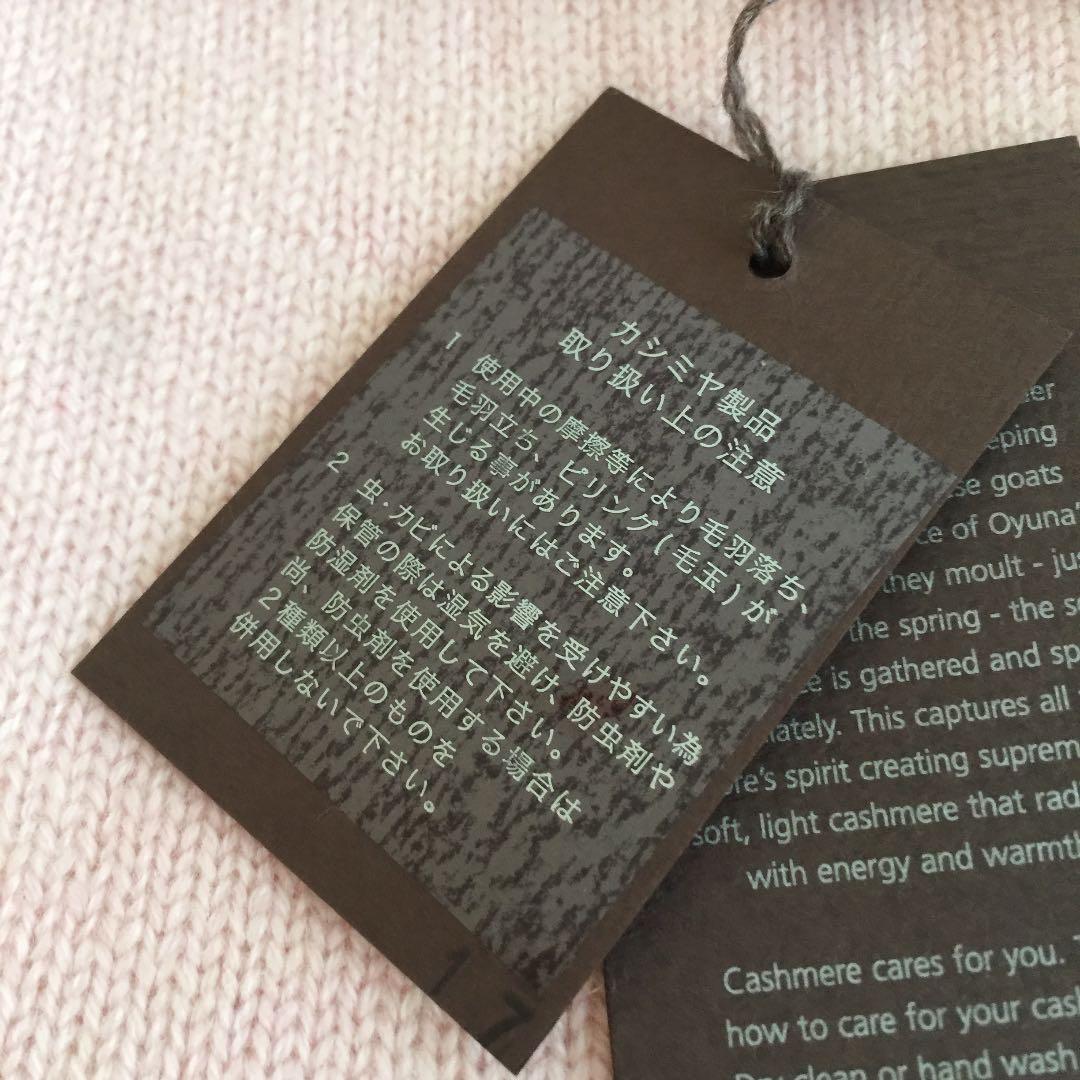 カシミヤ製品
取り扱い上の注意
1 使用中の摩擦等により毛羽落ち、
毛羽立ち、ピリング(毛玉)が
生じる事があります。
お取り扱いにはご注意下さい。
2 虫・カビによる影響を受けやすい為
保管の際は湿気を避け、防虫剤や
防湿剤を使用して下さい。
尚、防虫剤を使用する場合は
2種類以上のものを
併用しないで下さい。
17
goats
of Oyuna'
they moult - ju
the spring - the s
is gathered and sp
This captures all
spirit creating suprem
soft, light cashmere that rad
with energy and warmth
Cashmere cares for you.
how to care for your cas
Dry clean or hand wash